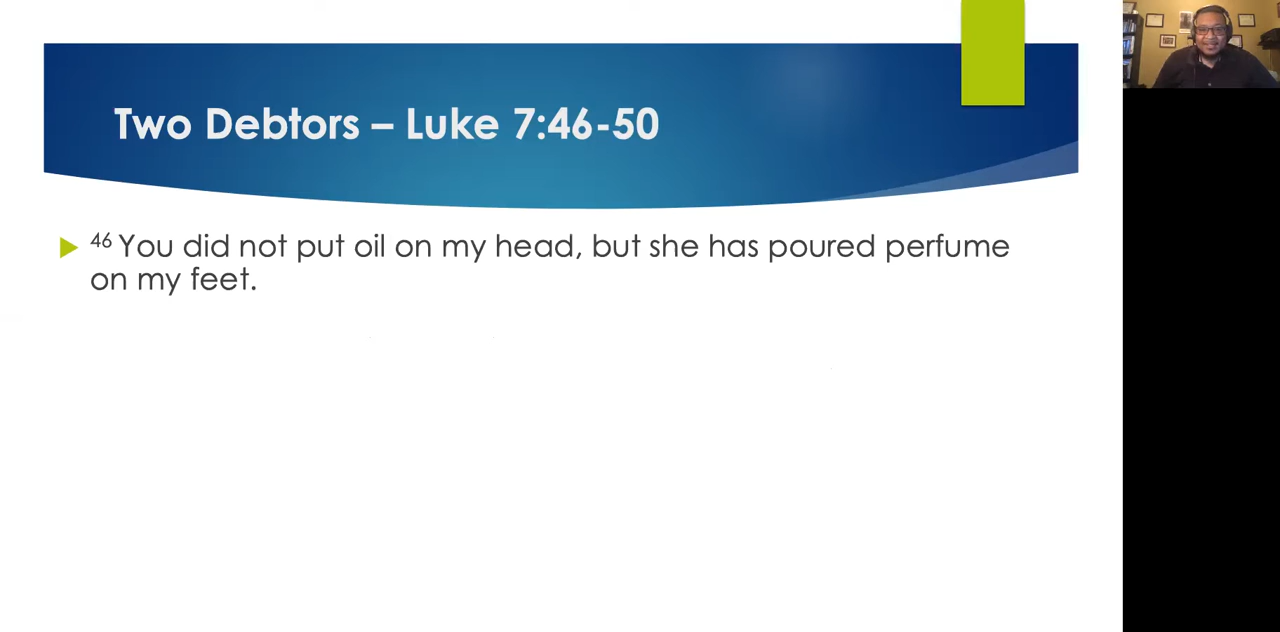 Two Debtors – Luke 7:46-50
46 You did not put oil on my head, but she has poured perfume
on my feet.